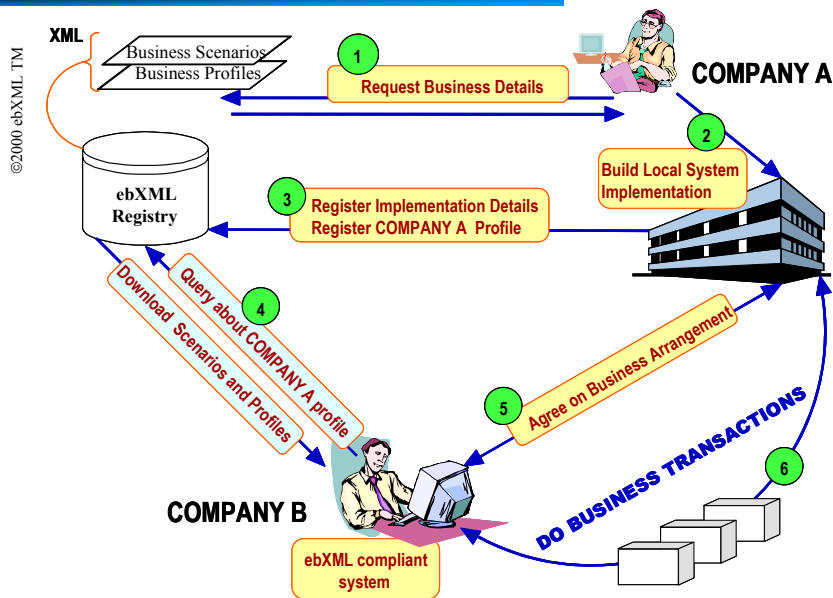 ©2000 ebXML TM
XML
Business Scenarios
Business Profiles
1
Request Business Details
COMPANY A
2
Build Local System
Implementation
ebXML
Registry
3
Register Implementation Details
Register COMPANY A Profile
4
Query about COMPANY A profile
Download Scenarios and Profiles
5
Agree on Business Arrangement
DO BUSINESS TRANSACTIONS
6
COMPANY B
ebXML compliant
system